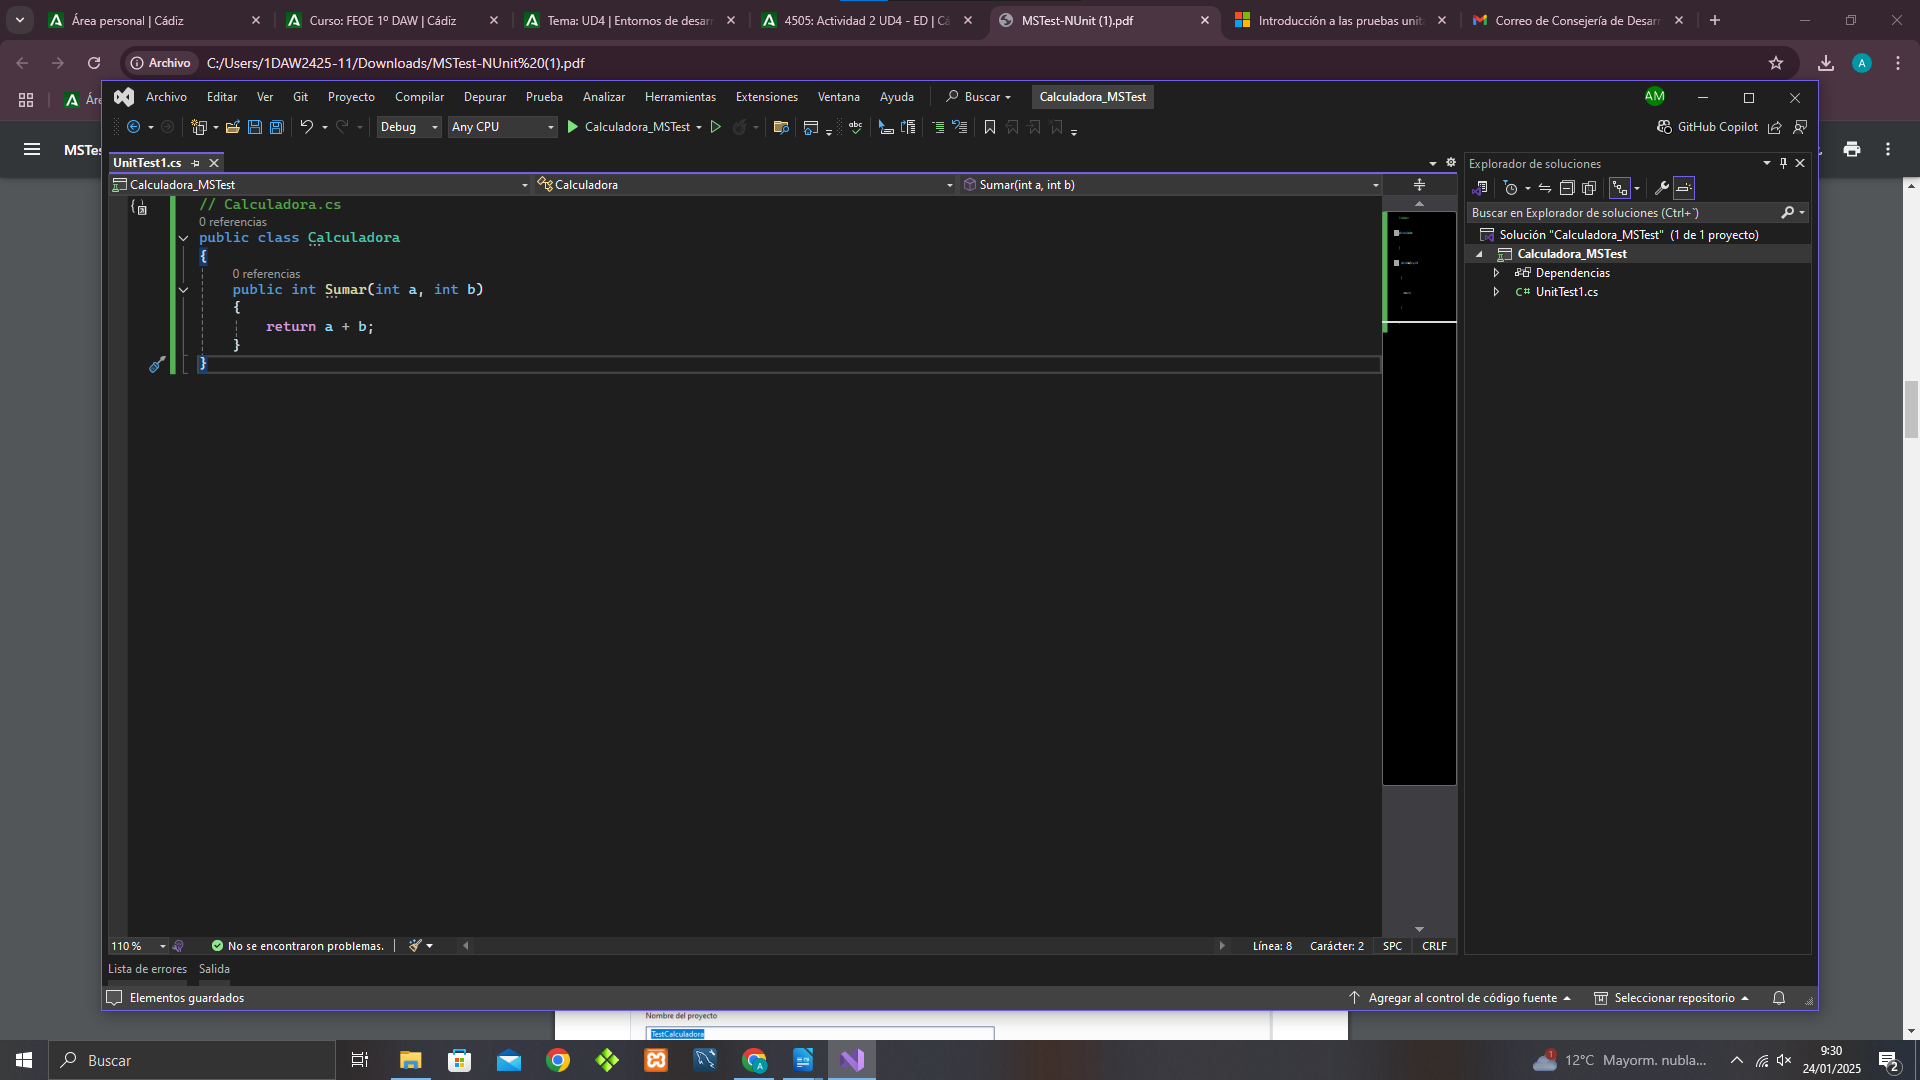 Área personal | Cádiz
Curso: FEOE 1º DAW | Cádiz
Tema: UD4 | Entornos de desarr
4505: Actividad 2 UD4 - ED | Cá
MSTest-NUnit (1).pdf
Introducción a las pruebas unit
Correo de Consejería de Desarr
Archivo
C:/Users/1DAW2425-11/Downloads/MSTest-NUnit%20(1).pdf
A
Áre
Archivo Editar Ver Git Proyecto Compilar Depurar Prueba Analizar Herramientas Extensiones Ventana Ayuda Buscar Calculadora_MSTest
AM
Debug Any CPU Calculadora_MSTest
GitHub Copilot
MSTes
UnitTest1.cs
Calculadora_MSTest
Calculadora
Sumar(int a, int b)
// Calculadora.cs
0 referencias
public class Calculadora
{
0 referencias
public int Sumar(int a, int b)
{
return a + b;
}
}
Explorador de soluciones
Buscar en Explorador de soluciones (Ctrl+`)
Solución "Calculadora_MSTest" (1 de 1 proyecto)
Calculadora_MSTest
Dependencias
C# UnitTest1.cs
110 %
No se encontraron problemas.
Línea: 8 Carácter: 2 SPC CRLF
Lista de errores Salida
Elementos guardados
Agregar al control de código fuente
Seleccionar repositorio
Nombre del proyecto
TestCalculadora
Buscar
12°C Mayorm. nubla...
9:30
24/01/2025
2